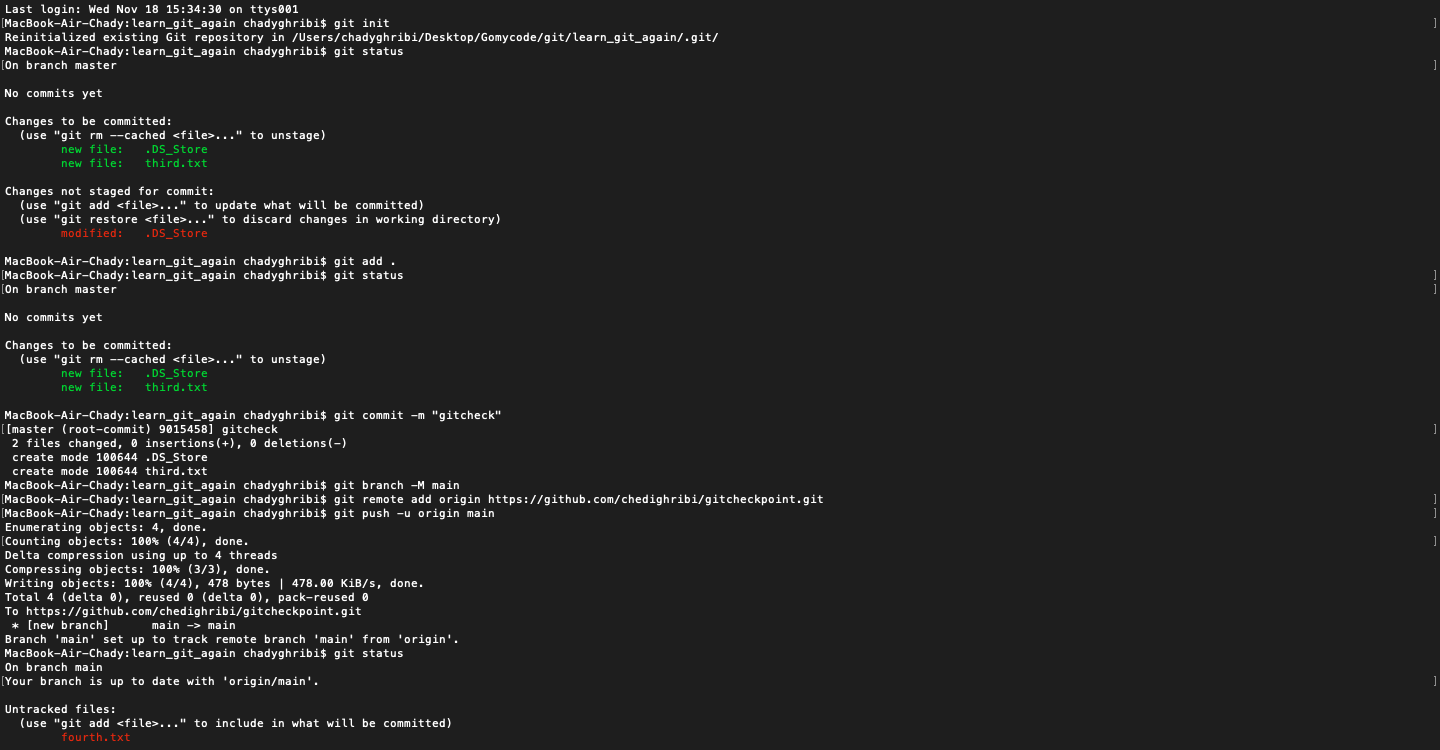 Last login: Wed Nov 18 15:34:30 on ttys001
[MacBook-Air-Chady:learn_git_again chadyghribi$ git init ]
Reinitialized existing Git repository in /Users/chadyghribi/Desktop/Gomycode/git/learn_git_again/.git/
MacBook-Air-Chady:learn_git_again chadyghribi$ git status
[On branch master ]
No commits yet
Changes to be committed:
(use "git rm --cached <file>..." to unstage)
new file: .DS_Store
new file: third.txt
Changes not staged for commit:
(use "git add <file>..." to update what will be committed)
(use "git restore <file>..." to discard changes in working directory)
modified: .DS_Store
MacBook-Air-Chady:learn_git_again chadyghribi$ git add .
[MacBook-Air-Chady:learn_git_again chadyghribi$ git status ]
[On branch master ]
No commits yet
Changes to be committed:
(use "git rm --cached <file>..." to unstage)
new file: .DS_Store
new file: third.txt
MacBook-Air-Chady:learn_git_again chadyghribi$ git commit -m "gitcheck"
[[master (root-commit) 9015458] gitcheck ]
2 files changed, 0 insertions(+), 0 deletions(-)
create mode 100644 .DS_Store
create mode 100644 third.txt
MacBook-Air-Chady:learn_git_again chadyghribi$ git branch -M main
[MacBook-Air-Chady:learn_git_again chadyghribi$ git remote add origin https://github.com/chedighribi/gitcheckpoint.git ]
[MacBook-Air-Chady:learn_git_again chadyghribi$ git push -u origin main ]
Enumerating objects: 4, done.
[Counting objects: 100% (4/4), done. ]
Delta compression using up to 4 threads
Compressing objects: 100% (3/3), done.
Writing objects: 100% (4/4), 478 bytes | 478.00 KiB/s, done.
Total 4 (delta 0), reused 0 (delta 0), pack-reused 0
To https://github.com/chedighribi/gitcheckpoint.git
* [new branch] main -> main
Branch 'main' set up to track remote branch 'main' from 'origin'.
MacBook-Air-Chady:learn_git_again chadyghribi$ git status
On branch main
[Your branch is up to date with 'origin/main'. ]
Untracked files:
(use "git add <file>..." to include in what will be committed)
fourth.txt